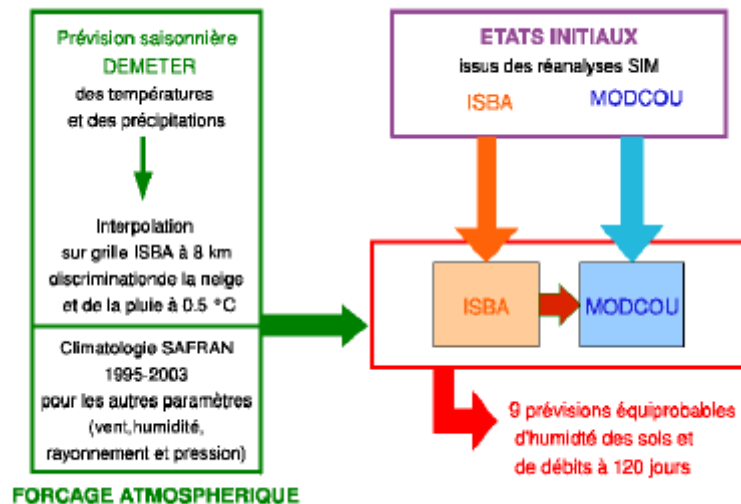 Prévision saisonnière
DEMETER
des températures
et des précipitations
Interpolation
sur grille ISBA à 8 km
discriminationde la neige
et de la pluie à 0.5 °C
Climatologie SAFRAN
1995-2003
pour les autres paramètres
(vent,humidité,
rayonnement et pression)
FORCAGE ATMOSPHERIQUE
ETATS INITIAUX
issus des réanalyses SIM
ISBA MODCOU
ISBA MODCOU
9 prévisions équiprobables
d'humidté des sols et
de débits à 120 jours